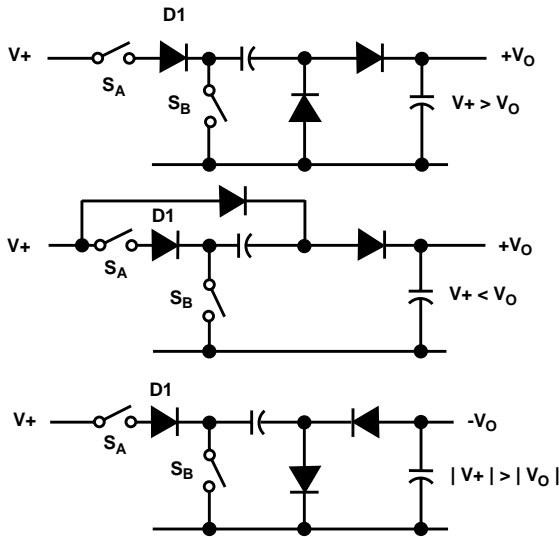 D1
V+
+VO
SA
SB
V+ > VO
D1
V+
+VO
SA
SB
V+ < VO
D1
V+
-VO
SA
SB
| V+ | > | VO |